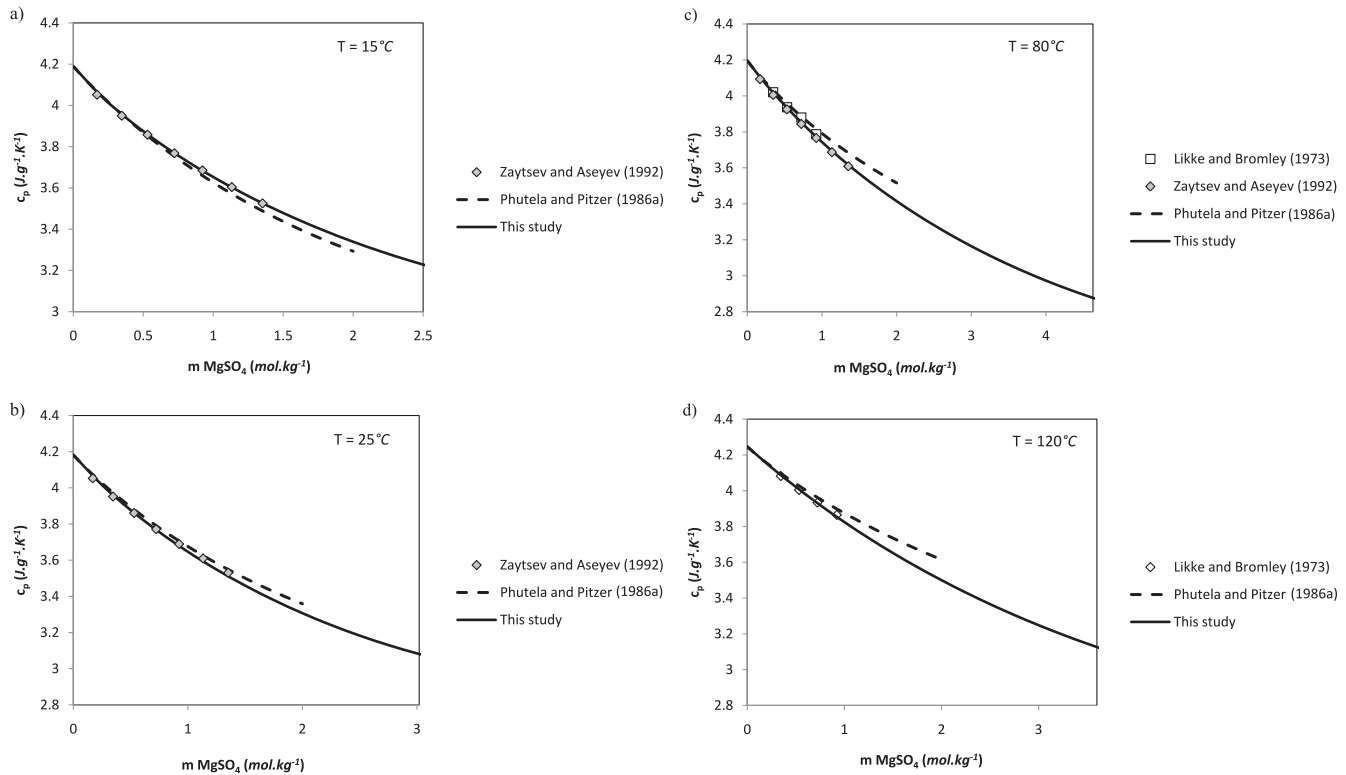 a)
T = 15°C
4.4
4.2
4
3.8
3.6
3.4
3.2
3
0 0.5 1 1.5 2 2.5
cp (J.g-1.K-1)
m MgSO4 (mol.kg-1)
Zaytsev and Aseyev (1992)
Phutela and Pitzer (1986a)
This study
c)
T = 80°C
4.4
4.2
4
3.8
3.6
3.4
3.2
3
2.8
0 1 2 3 4
cp (J.g-1.K-1)
m MgSO4 (mol.kg-1)
Likke and Bromley (1973)
Zaytsev and Aseyev (1992)
Phutela and Pitzer (1986a)
This study
b)
T = 25°C
4.4
4.2
4
3.8
3.6
3.4
3.2
3
2.8
0 1 2 3
cp (J.g-1.K-1)
m MgSO4 (mol.kg-1)
Zaytsev and Aseyev (1992)
Phutela and Pitzer (1986a)
This study
d)
T = 120°C
4.4
4.2
4
3.8
3.6
3.4
3.2
3
2.8
0 1 2 3
cp (J.g-1.K-1)
m MgSO4 (mol.kg-1)
Likke and Bromley (1973)
Phutela and Pitzer (1986a)
This study